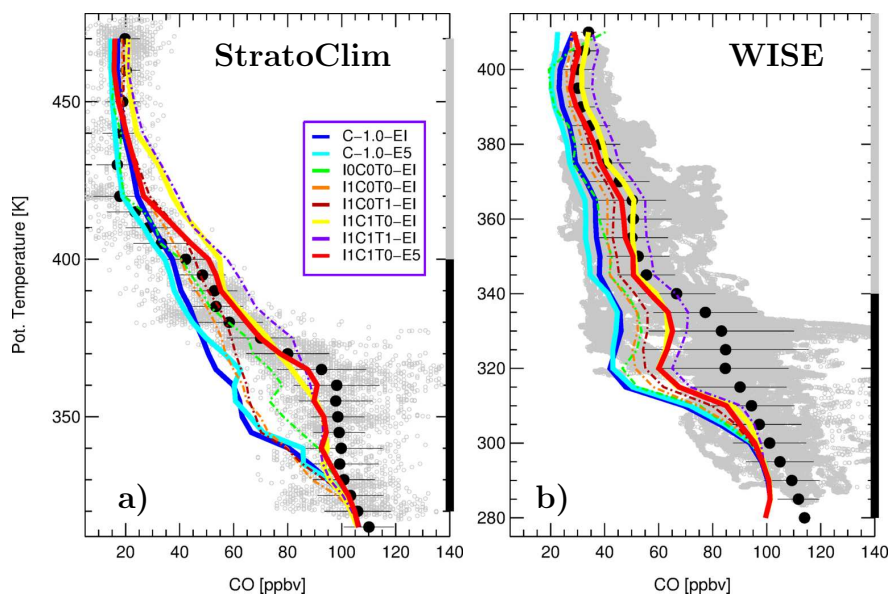 StratoClim
WISE
450
400
350
Pot. Temperature [K]
C−1.0−EI
C−1.0−E5
I0C0T0−EI
I1C0T0−EI
I1C0T1−EI
I1C1T0−EI
I1C1T1−EI
I1C1T0−E5
a)
20 40 60 80 100 120 140
CO [ppbv]
400
380
360
340
320
300
280
b)
20 40 60 80 100 120 140
CO [ppbv]